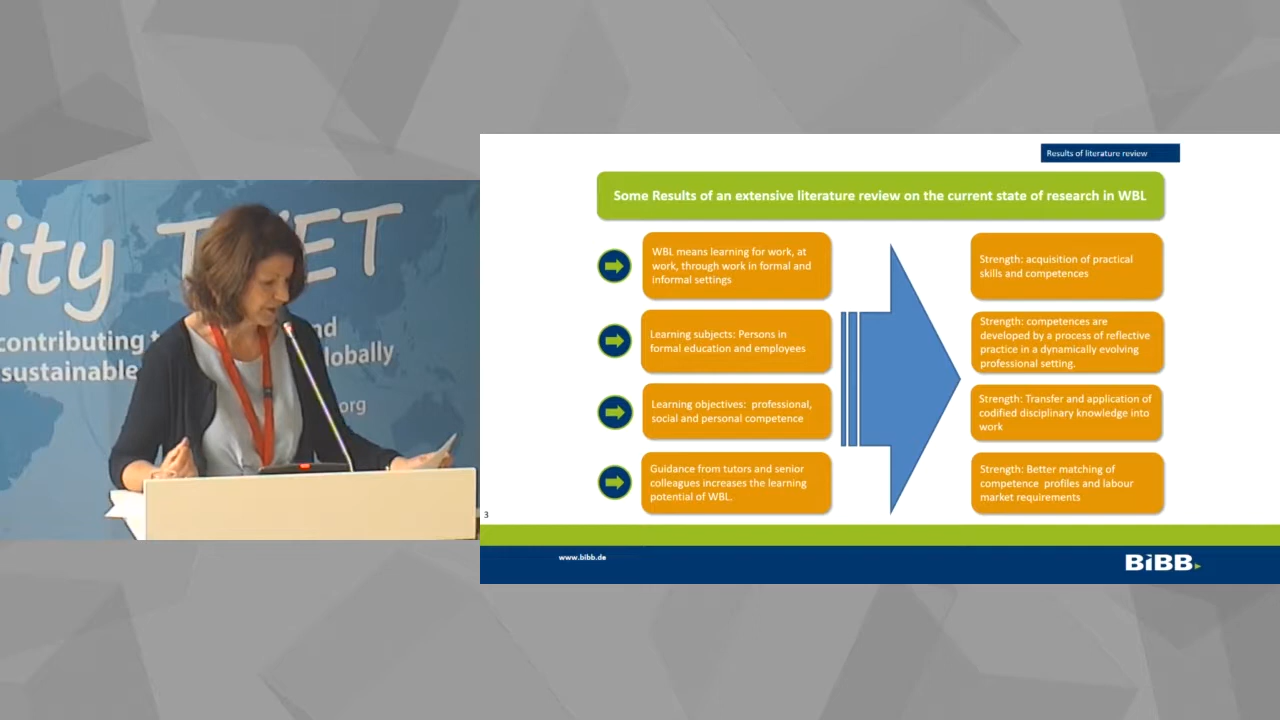 ity TVET
contributing t nd
lobally
sustainable
org
Results of literature review
Some Results of an extensive literature review on the current state of research in WBL
WBL means learning for work, at
work, through work in formal and
informal settings
Learning subjects: Persons in
formal education and employees
Learning objectives: professional,
social and personal competence
Guidance from tutors and senior
colleagues increases the learning
potential of WBL.
Strength: acquisition of practical
skills and competences
Strength: competences are
developed by a process of reflective
practice in a dynamically evolving
professional setting.
Strength: Transfer and application of
codified disciplinary knowledge into
work
Strength: Better matching of
competence profiles and labour
market requirements
3
www.bibb.de
BiBB